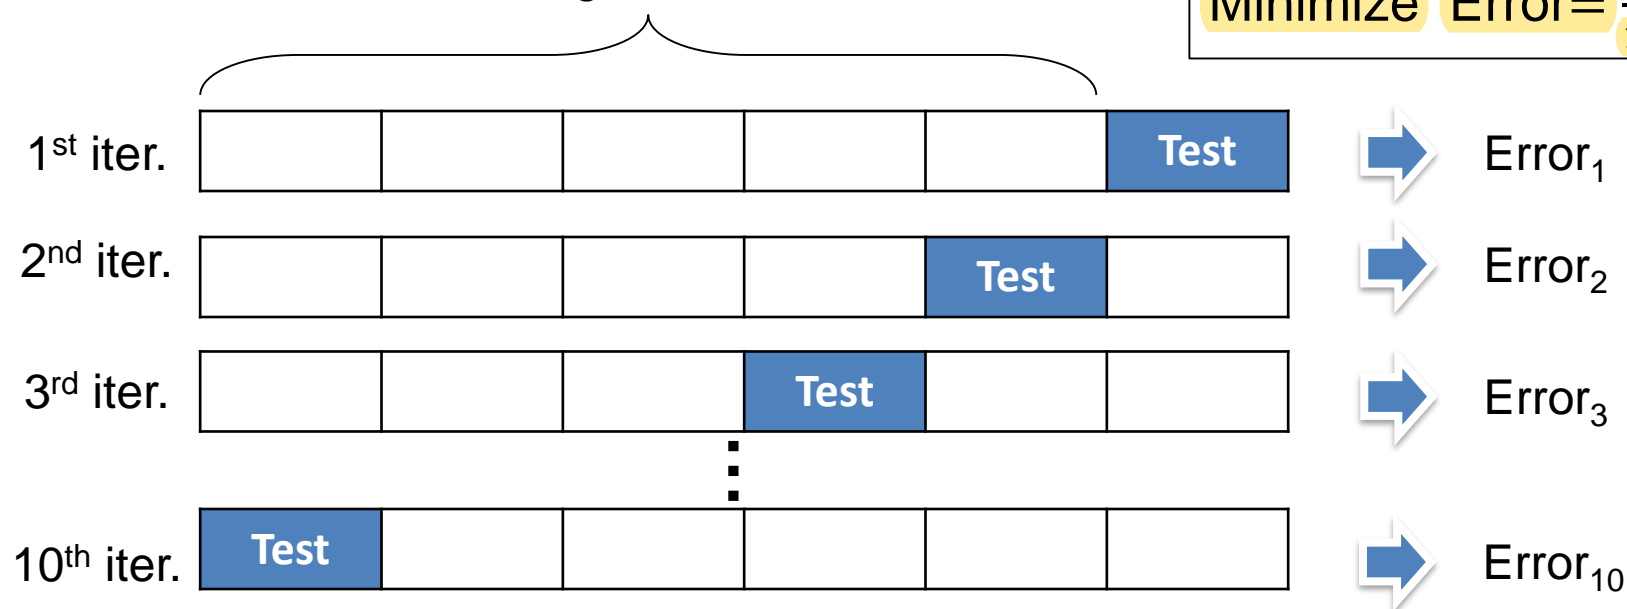 Minimize Error=
1st iter. Test Error1
2nd iter. Test Error2
3rd iter. Test Error3
10th iter. Test Error10